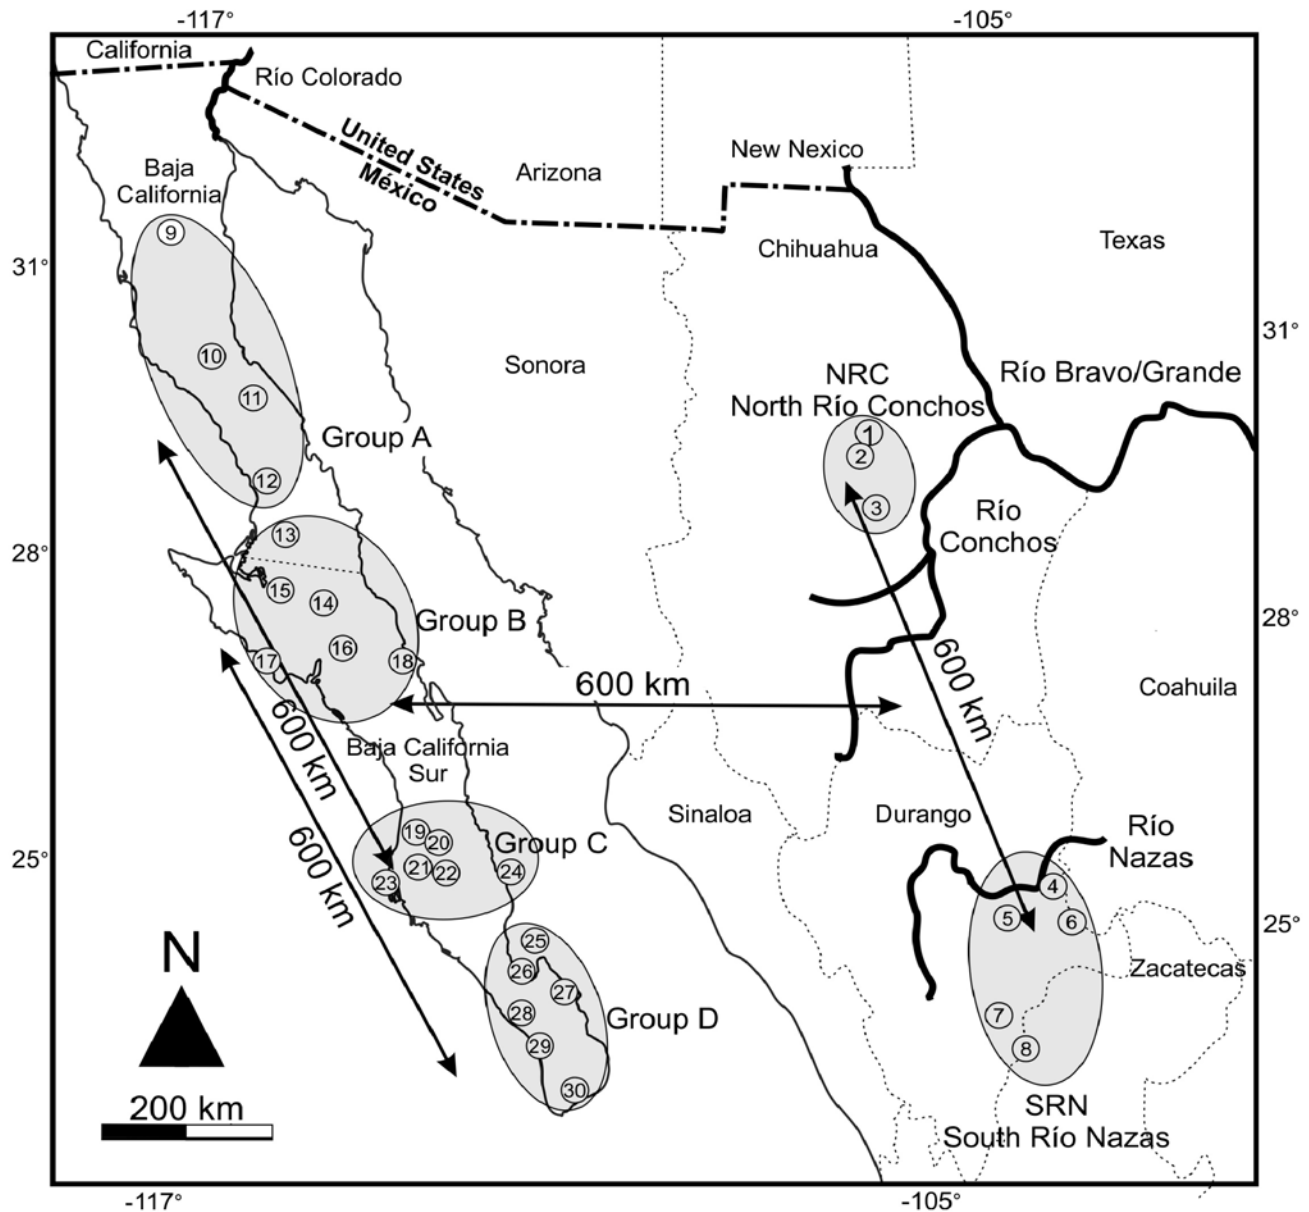 -117°
-105°
California
Río Colorado
United States
México
Arizona
New Nexico
Baja
California
Chihuahua
Texas
31°
31°
9
10
11
12
Sonora
NRC
North Río Conchos
Río Bravo/Grande
1
2
3
Group A
Río
Conchos
28°
28°
13
14
15
16
17
18
Group B
600 km
600 km
600 km
600 km
Coahuila
Baja California
Sur
Sinaloa
Durango
Río
Nazas
25°
25°
19
20
21
22
23
24
Group C
4
5
6
7
8
Zacatecas
25
26
27
28
29
30
Group D
N
200 km
SRN
South Río Nazas
-117°
-105°